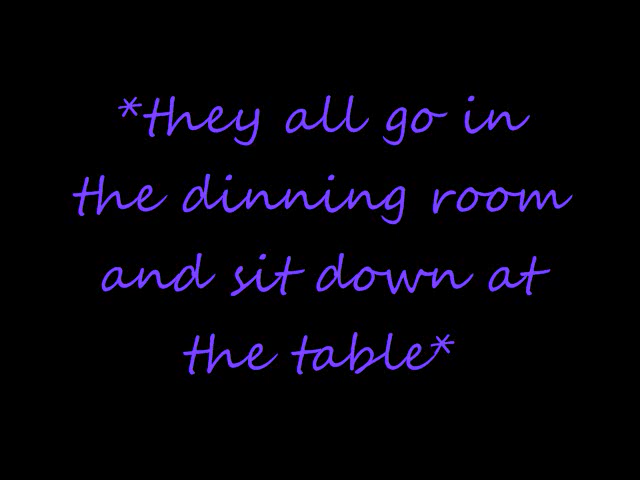 *they all go in
the dinning room
and sit down at
the table*